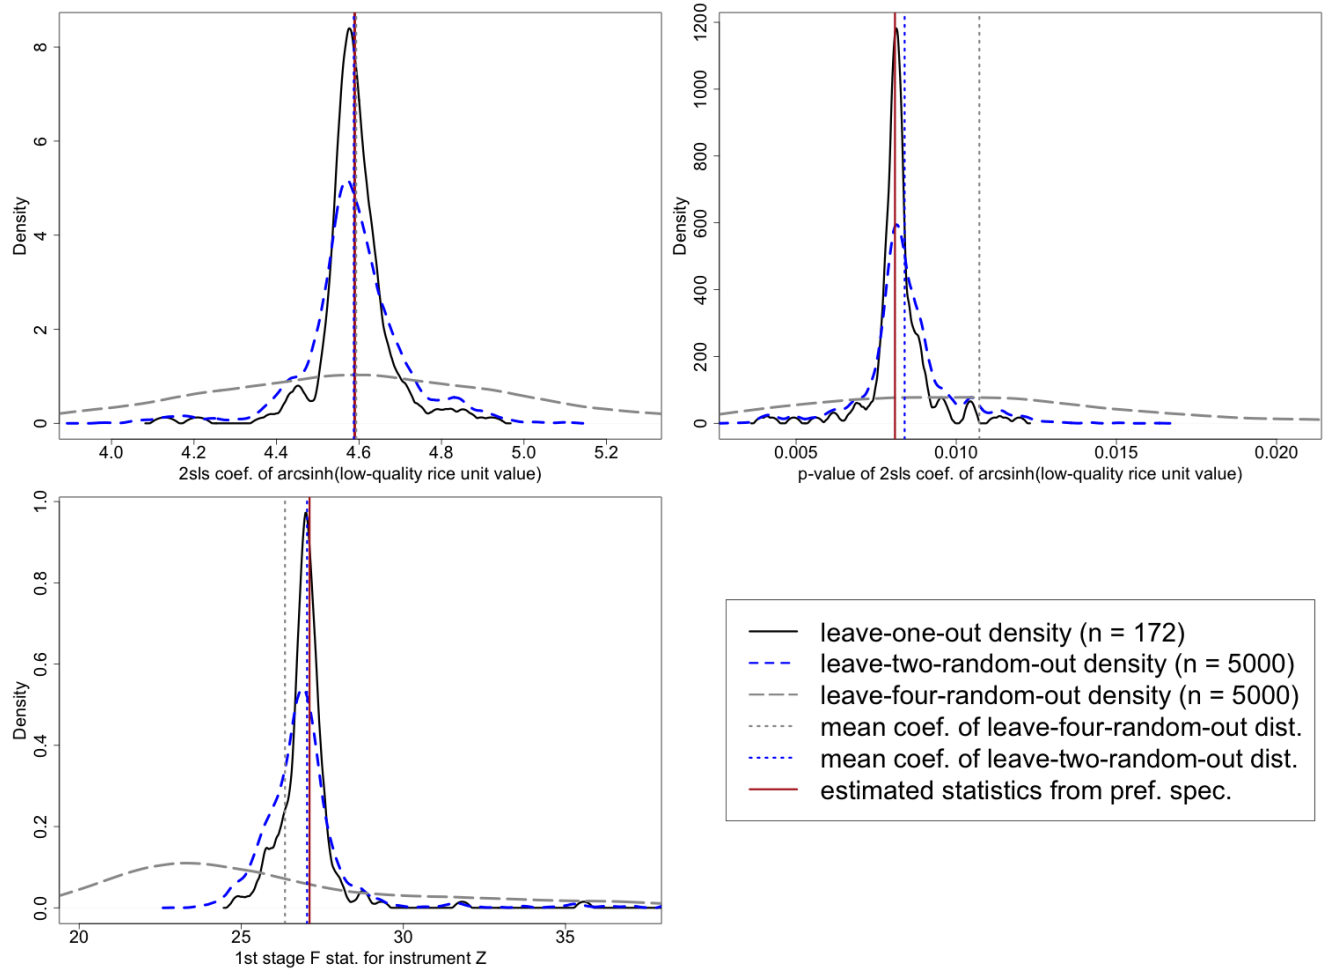 Density
0
2
4
6
8
4.0
4.2
4.4
4.6
4.8
5.0
5.2
2sls coef. of arcsinh(low-quality rice unit value)
Density
0
200
400
600
800
1000
1200
0.005
0.010
0.015
0.020
p-value of 2sls coef. of arcsinh(low-quality rice unit value)
Density
0.0
0.2
0.4
0.6
0.8
1.0
20
25
30
35
1st stage F stat. for instrument Z
leave-one-out density (n = 172)
leave-two-random-out density (n = 5000)
leave-four-random-out density (n = 5000)
mean coef. of leave-four-random-out dist.
mean coef. of leave-two-random-out dist.
estimated statistics from pref. spec.